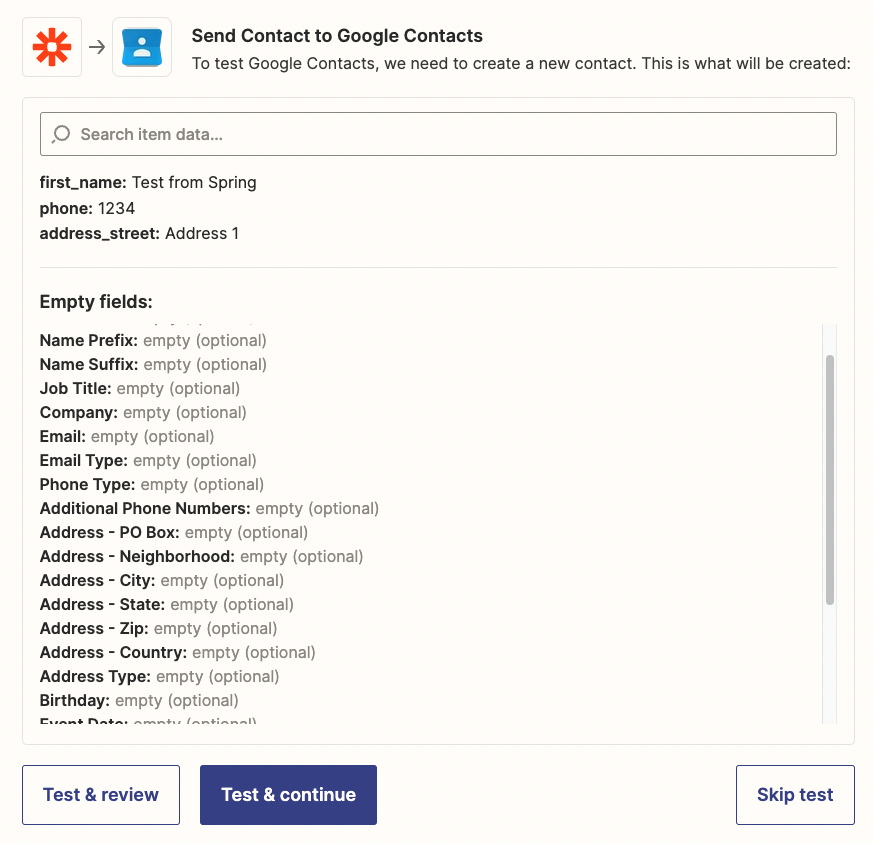 Send Contact to Google Contacts
To test Google Contacts, we need to create a new contact. This is what will be created:
Search item data...
first_name: Test from Spring
phone: 1234
address_street: Address 1
Empty fields:
Name Prefix: empty (optional)
Name Suffix: empty (optional)
Job Title: empty (optional)
Company: empty (optional)
Email: empty (optional)
Email Type: empty (optional)
Phone Type: empty (optional)
Additional Phone Numbers: empty (optional)
Address - PO Box: empty (optional)
Address - Neighborhood: empty (optional)
Address - City: empty (optional)
Address - State: empty (optional)
Address - Zip: empty (optional)
Address - Country: empty (optional)
Address Type: empty (optional)
Birthday: empty (optional)
Event Date: empty (optional)
Test & review
Test & continue
Skip test